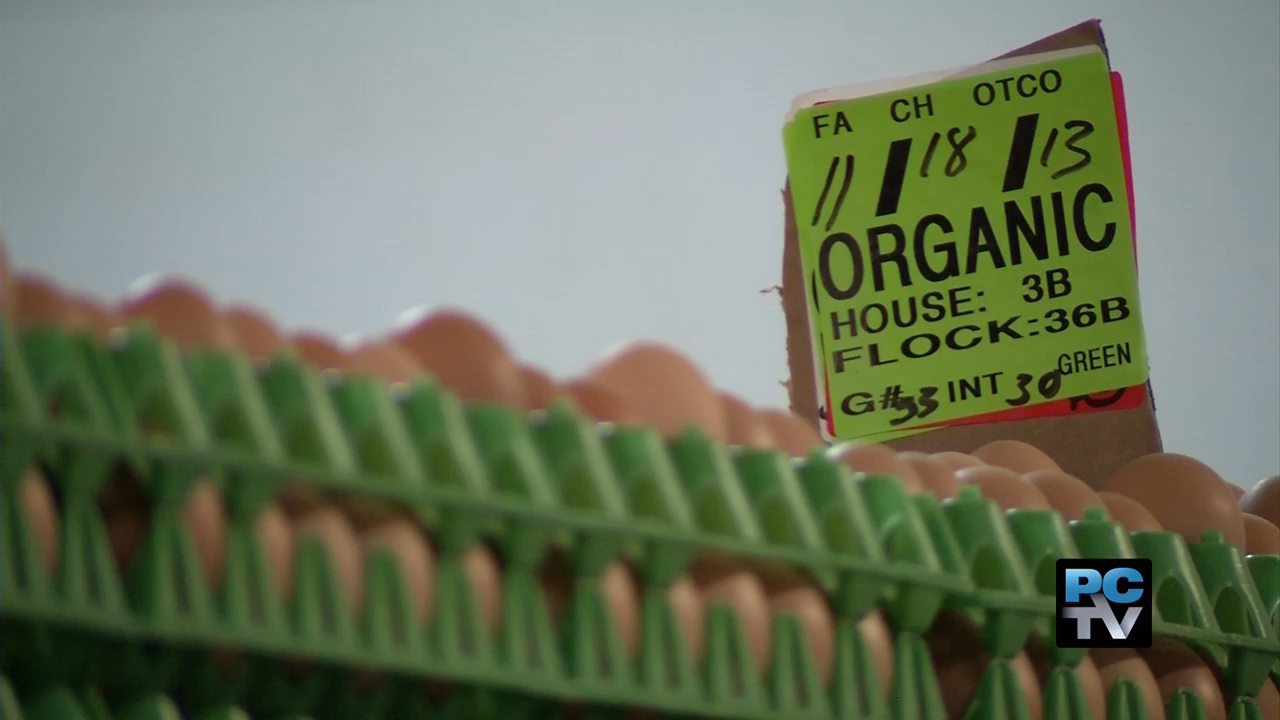 FA CH OTCO
11/18/13
ORGANIC
HOUSE: 3B
FLOCK:36B
GREEN
G#33 INT 30
PC
TV